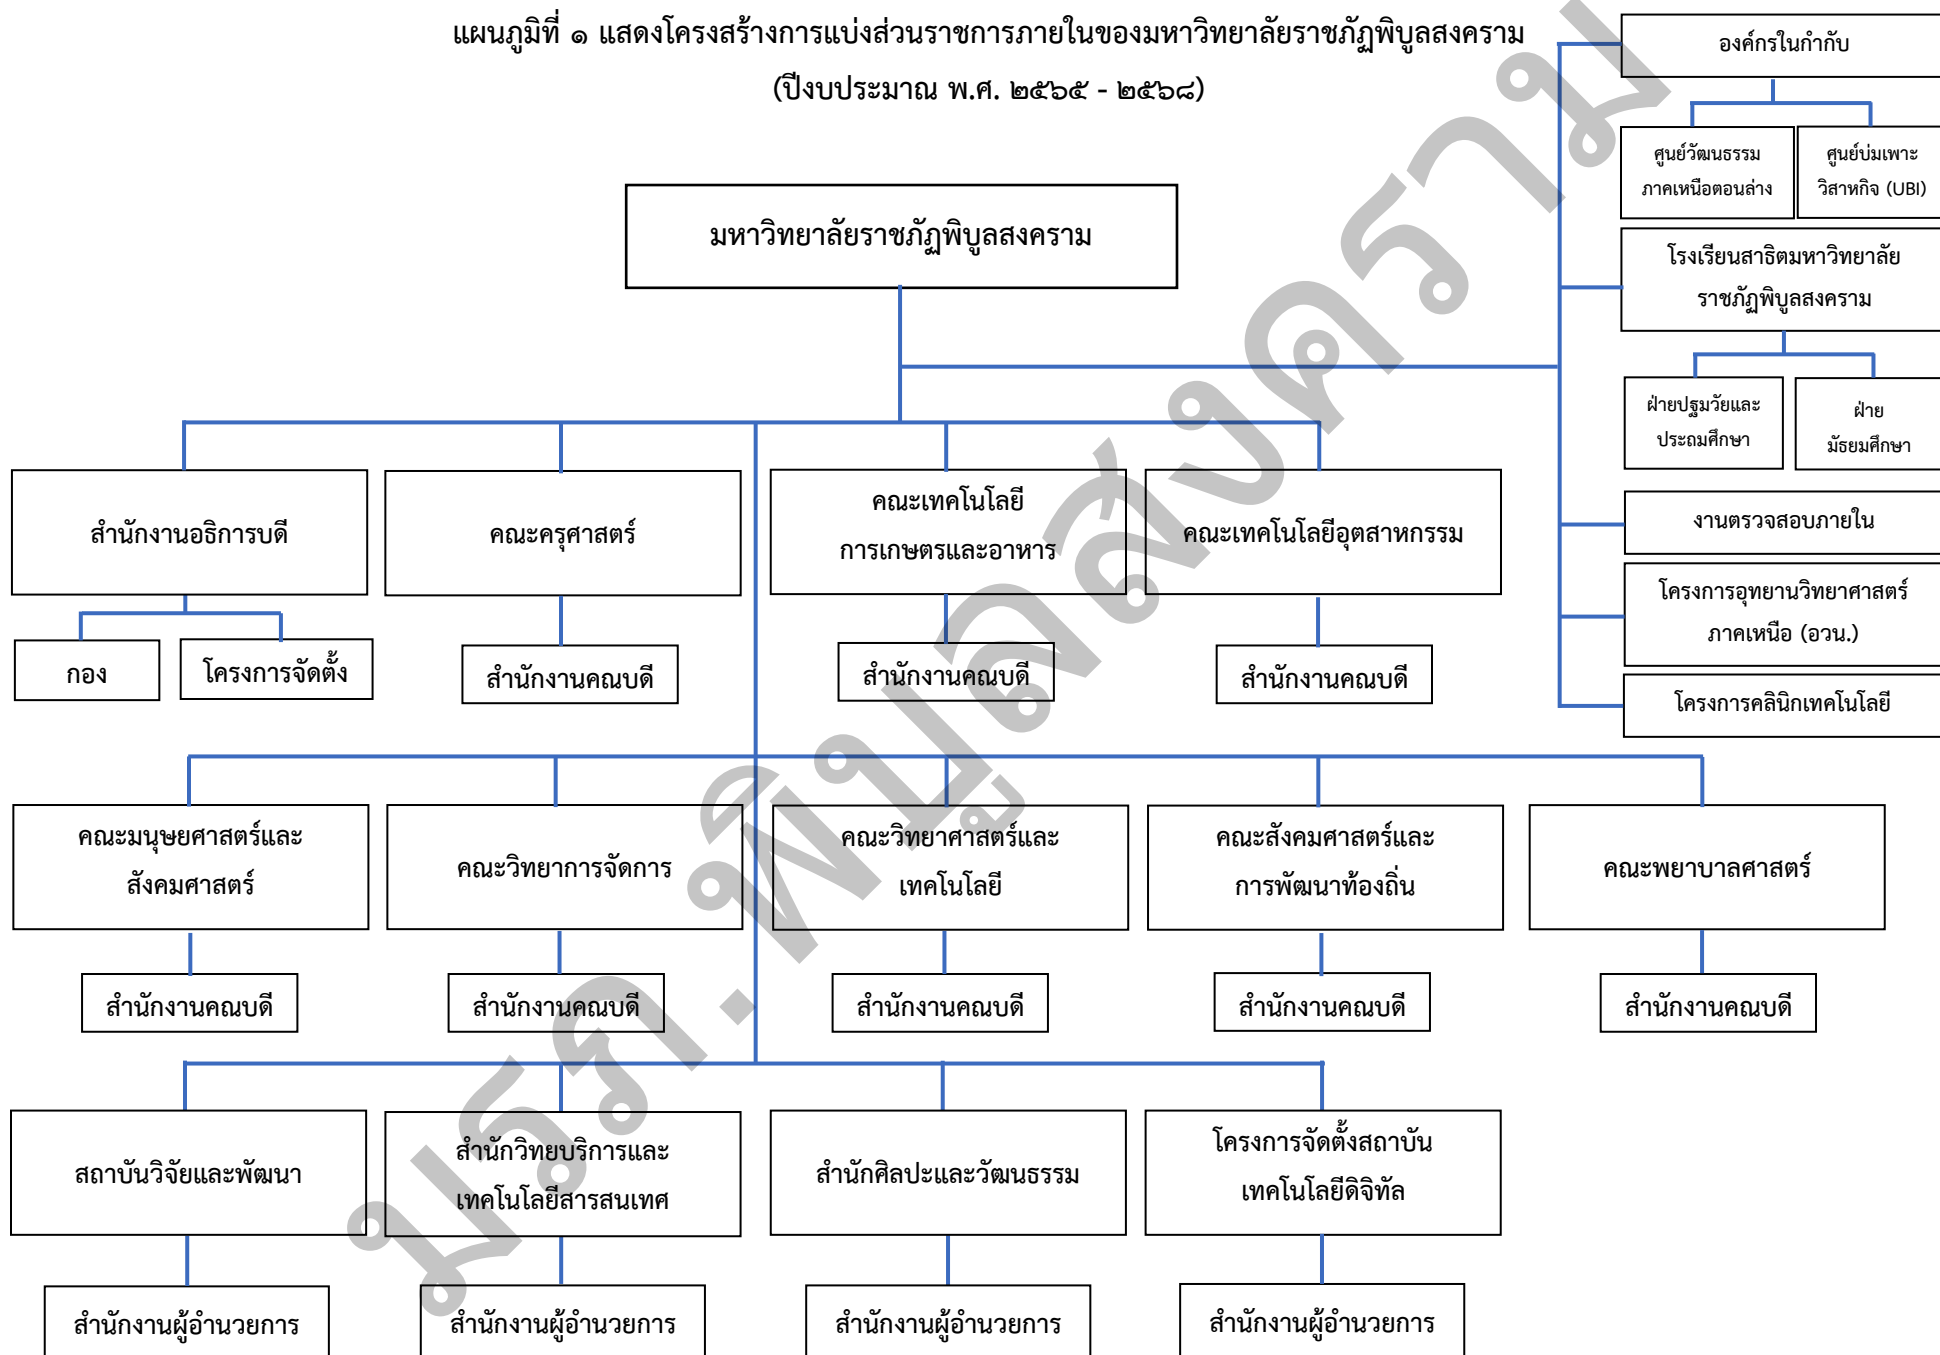 แผนภูมิที่ ๑ แสดงโครงสร้างการแบ่งส่วนราชการภายในของมหาวิทยาลัยราชภัฏพิบูลสงคราม
(ปีงบประมาณ พ.ศ. ๒๕๖๕ - ๒๕๖๘)
องค์กรในกำกับ
ศูนย์วัฒนธรรม
ภาคเหนือตอนล่าง
ศูนย์บ่มเพาะ
วิสาหกิจ (UBI)
มหาวิทยาลัยราชภัฏพิบูลสงคราม
โรงเรียนสาธิตมหาวิทยาลัย
ราชภัฏพิบูลสงคราม
ฝ่ายปฐมวัยและ
ประถมศึกษา
ฝ่าย
มัธยมศึกษา
งานตรวจสอบภายใน
โครงการอุทยานวิทยาศาสตร์
ภาคเหนือ (อวน.)
โครงการคลินิกเทคโนโลยี
สำนักงานอธิการบดี
คณะครุศาสตร์
คณะเทคโนโลยี
การเกษตรและอาหาร
คณะเทคโนโลยีอุตสาหกรรม
กอง
โครงการจัดตั้ง
สำนักงานคณบดี
สำนักงานคณบดี
สำนักงานคณบดี
คณะมนุษยศาสตร์และ
สังคมศาสตร์
คณะวิทยาการจัดการ
คณะวิทยาศาสตร์และ
เทคโนโลยี
คณะสังคมศาสตร์และ
การพัฒนาท้องถิ่น
คณะพยาบาลศาสตร์
สำนักงานคณบดี
สำนักงานคณบดี
สำนักงานคณบดี
สำนักงานคณบดี
สำนักงานคณบดี
สถาบันวิจัยและพัฒนา
สำนักวิทยบริการและ
เทคโนโลยีสารสนเทศ
สำนักศิลปะและวัฒนธรรม
โครงการจัดตั้งสถาบัน
เทคโนโลยีดิจิทัล
สำนักงานผู้อำนวยการ
สำนักงานผู้อำนวยการ
สำนักงานผู้อำนวยการ
สำนักงานผู้อำนวยการ
มรภ.พิบูลสงคราม